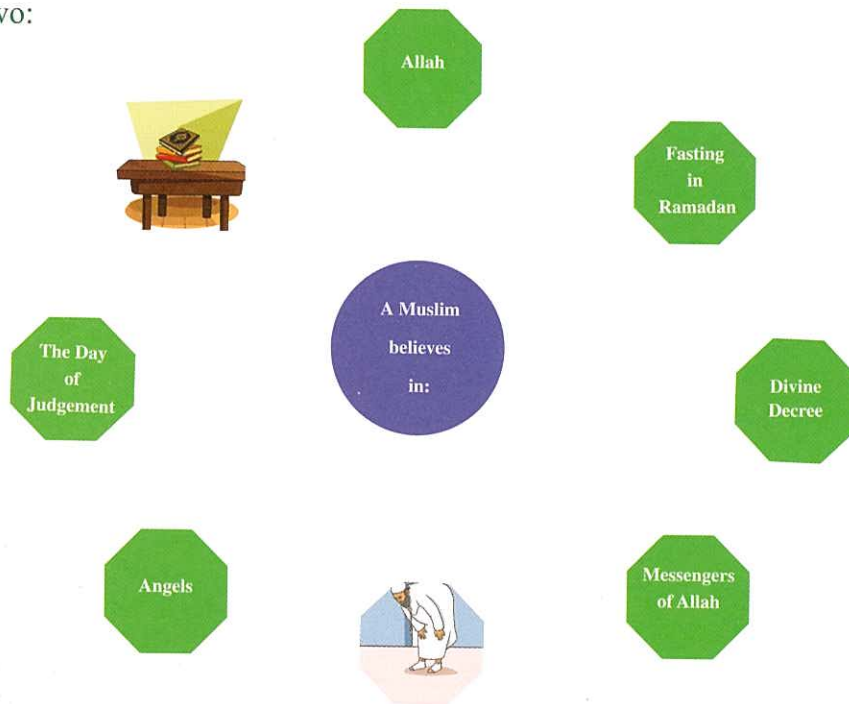 vo:
Allah
Fasting
in
Ramadan
A Muslim
believes
in:
The Day
of
Judgement
Divine
Decree
Angels
Messengers
of Allah